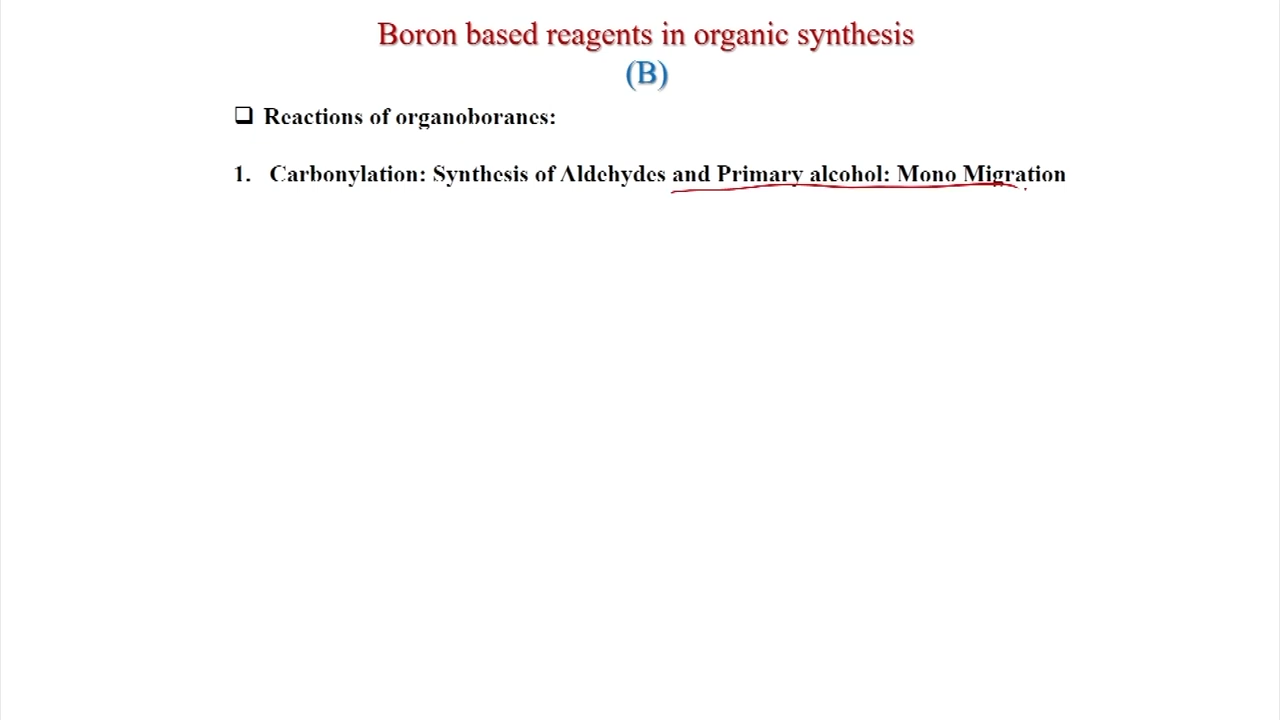 Boron based reagents in organic synthesis
(B)
❑ Reactions of organoboranes:
1. Carbonylation: Synthesis of Aldehydes and Primary alcohol: Mono Migration